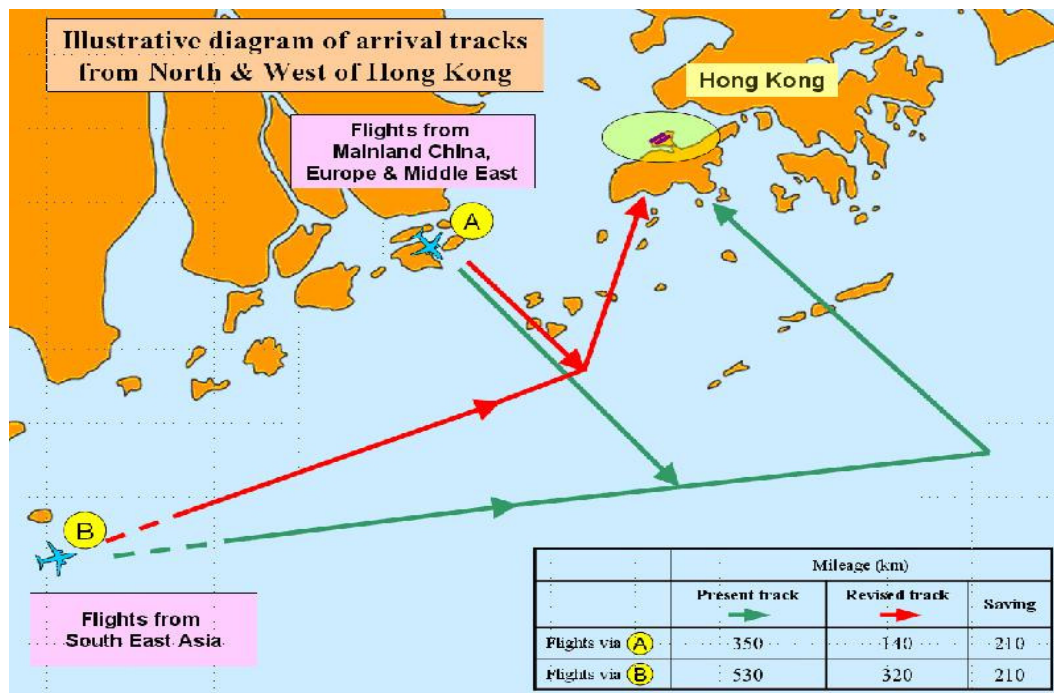 Illustrative diagram of arrival tracks
from North & West of Hong Kong
Hong Kong
Flights from
Mainland China,
Europe & Middle East
A
B
Flights from
South East Asia
Mileage (km)
Present track Revised track Saving
Flights via A 350 140 210
Flights via B 530 320 210